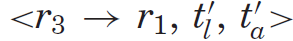 <r₃ → r₁, t′ₗ, t′ₐ>